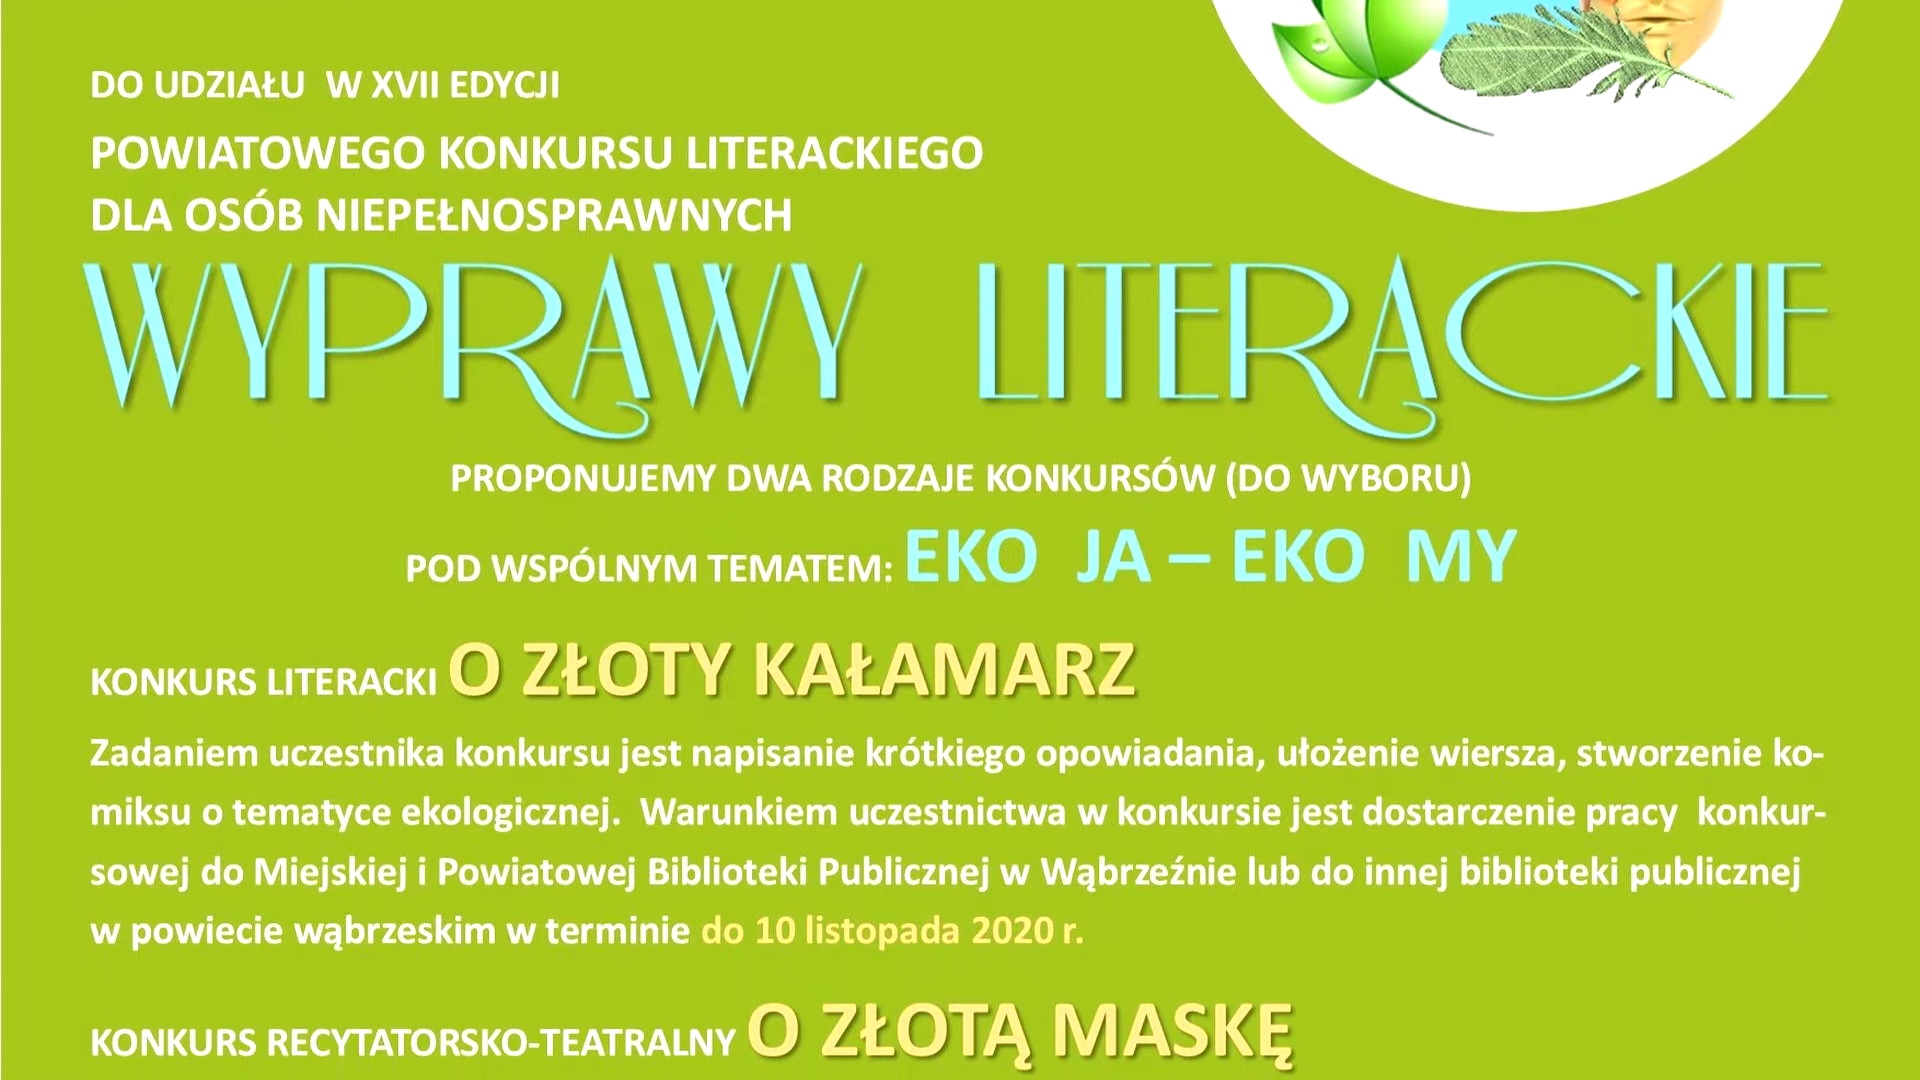 DO UDZIAŁU W XVII EDYCJI
POWIATOWEGO KONKURSU LITERACKIEGO
DLA OSÓB NIEPEŁNOSPRAWNYCH
WYPRAWY LITERACKIE
PROPONUJEMY DWA RODZAJE KONKURSÓW (DO WYBORU)
POD WSPÓLNYM TEMATEM: EKO JA – EKO MY
KONKURS LITERACKI O ZŁOTY KAŁAMARZ
Zadaniem uczestnika konkursu jest napisanie krótkiego opowiadania, ułożenie wiersza, stworzenie ko-
miksu o tematyce ekologicznej. Warunkiem uczestnictwa w konkursie jest dostarczenie pracy konkur-
sowej do Miejskiej i Powiatowej Biblioteki Publicznej w Wąbrzeźnie lub do innej biblioteki publicznej
w powiecie wąbrzeskim w terminie do 10 listopada 2020 r.
KONKURS RECYTATORSKO-TEATRALNY O ZŁOTĄ MASKĘ